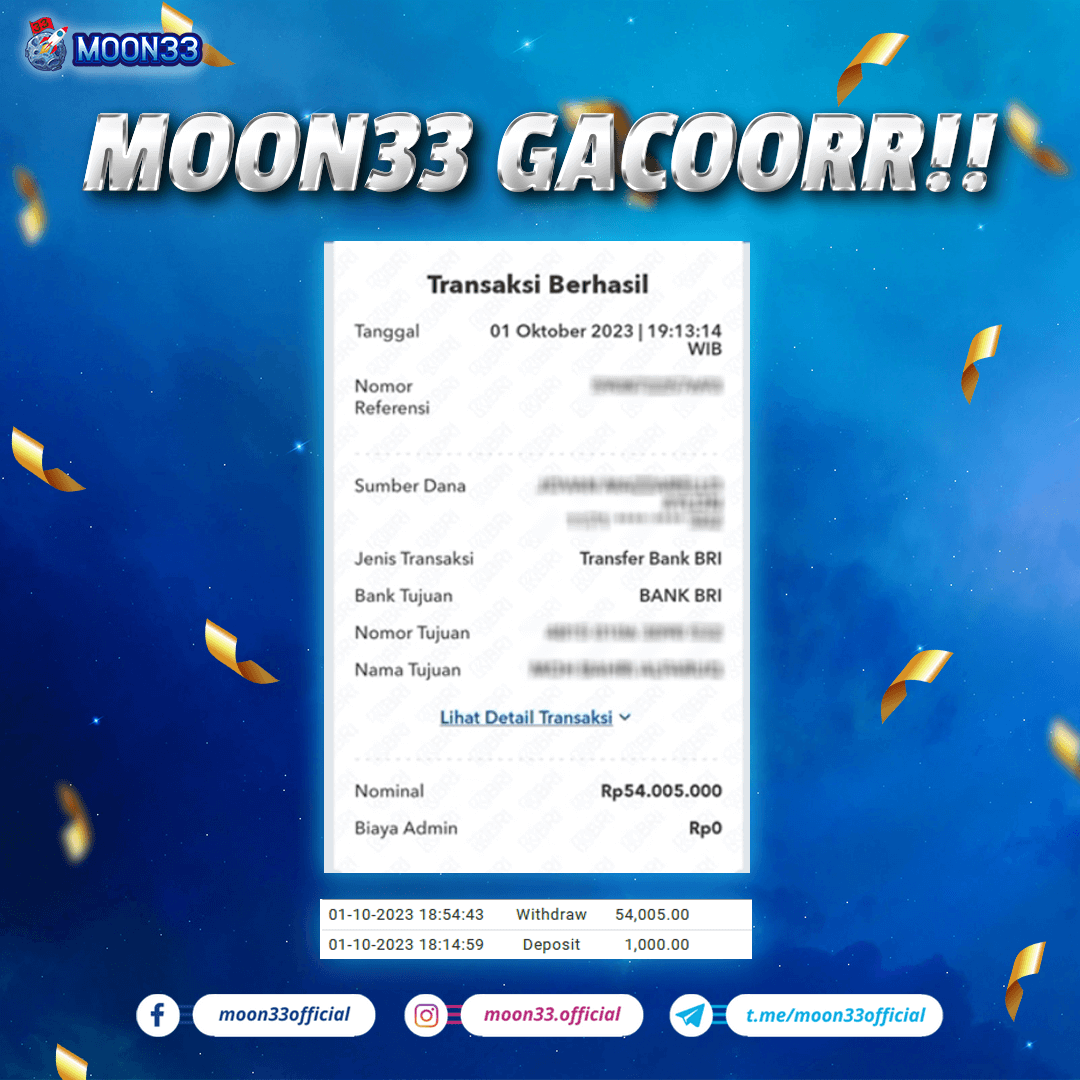 MOON33
MOON33 GACOORR!!
Transaksi Berhasil
Tanggal 01 Oktober 2023 | 19:13:14
WIB
Nomor
Referensi
Sumber Dana
Jenis Transaksi Transfer Bank BRI
Bank Tujuan BANK BRI
Nomor Tujuan
Nama Tujuan
Lihat Detail Transaksi
Nominal Rp54.005.000
Biaya Admin Rp0
01-10-2023 18:54:43 Withdraw 54,005.00
01-10-2023 18:14:59 Deposit 1,000.00
moon33official moon33.official t.me/moon33official